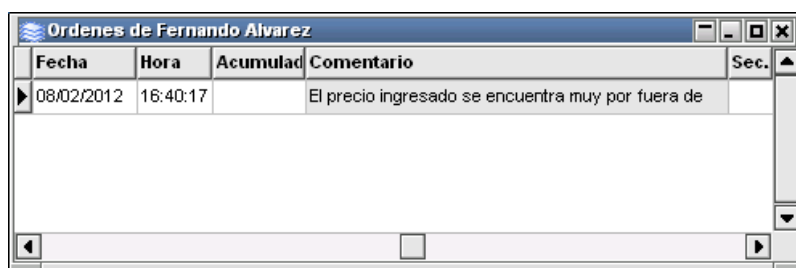 Ordenes de Fernando Alvarez
Fecha Hora Acumulad Comentario Sec.
08/02/2012 16:40:17 El precio ingresado se encuentra muy por fuera de